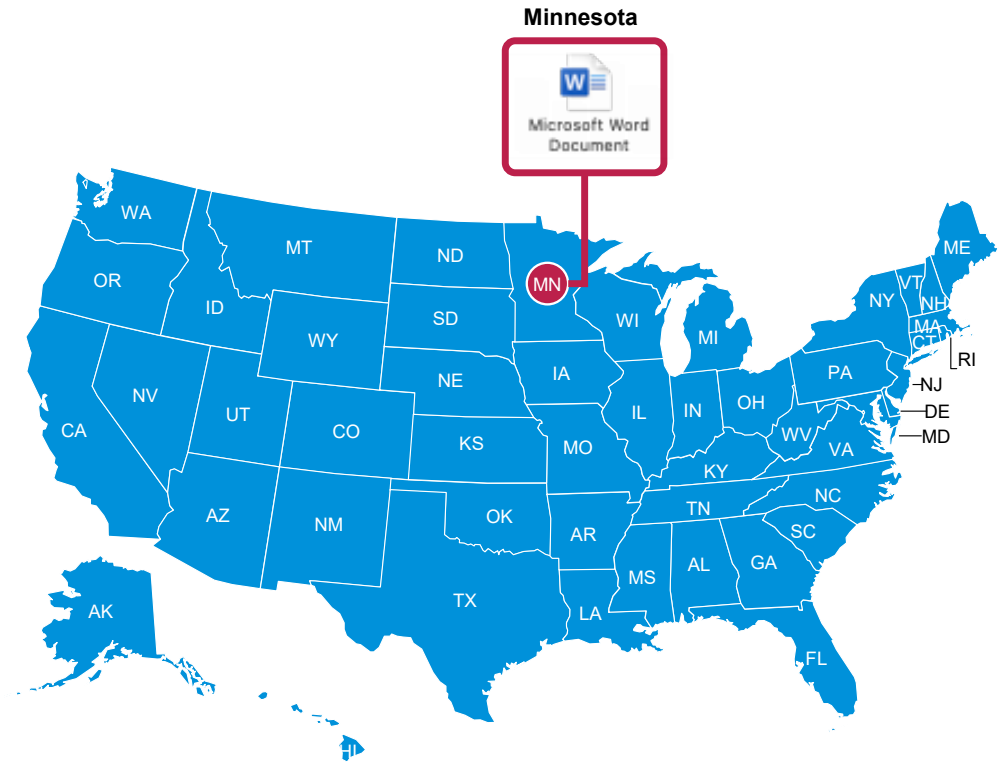 Minnesota
W
Microsoft Word
Document
WA
ME
MT
ND
OR
VT
MN
NY
NH
ID
SD
WI
MA
WY
MI
CT
RI
PA
IA
NE
NJ
NV
OH
UT
IL
IN
DE
CO
CA
WV
MD
KS
MO
VA
KY
NC
TN
AZ
OK
NM
SC
AR
GA
AL
MS
TX
AK
LA
FL
HI